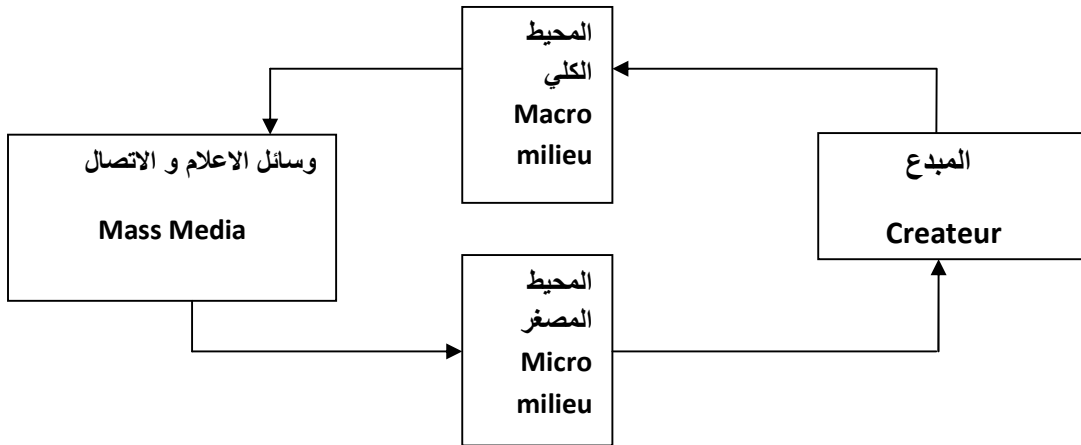 المحيط
الكلي
Macro
milieu
المبدع
Createur
وسائل الاعلام و الاتصال
Mass Media
المحيط
المصغر
Micro
milieu